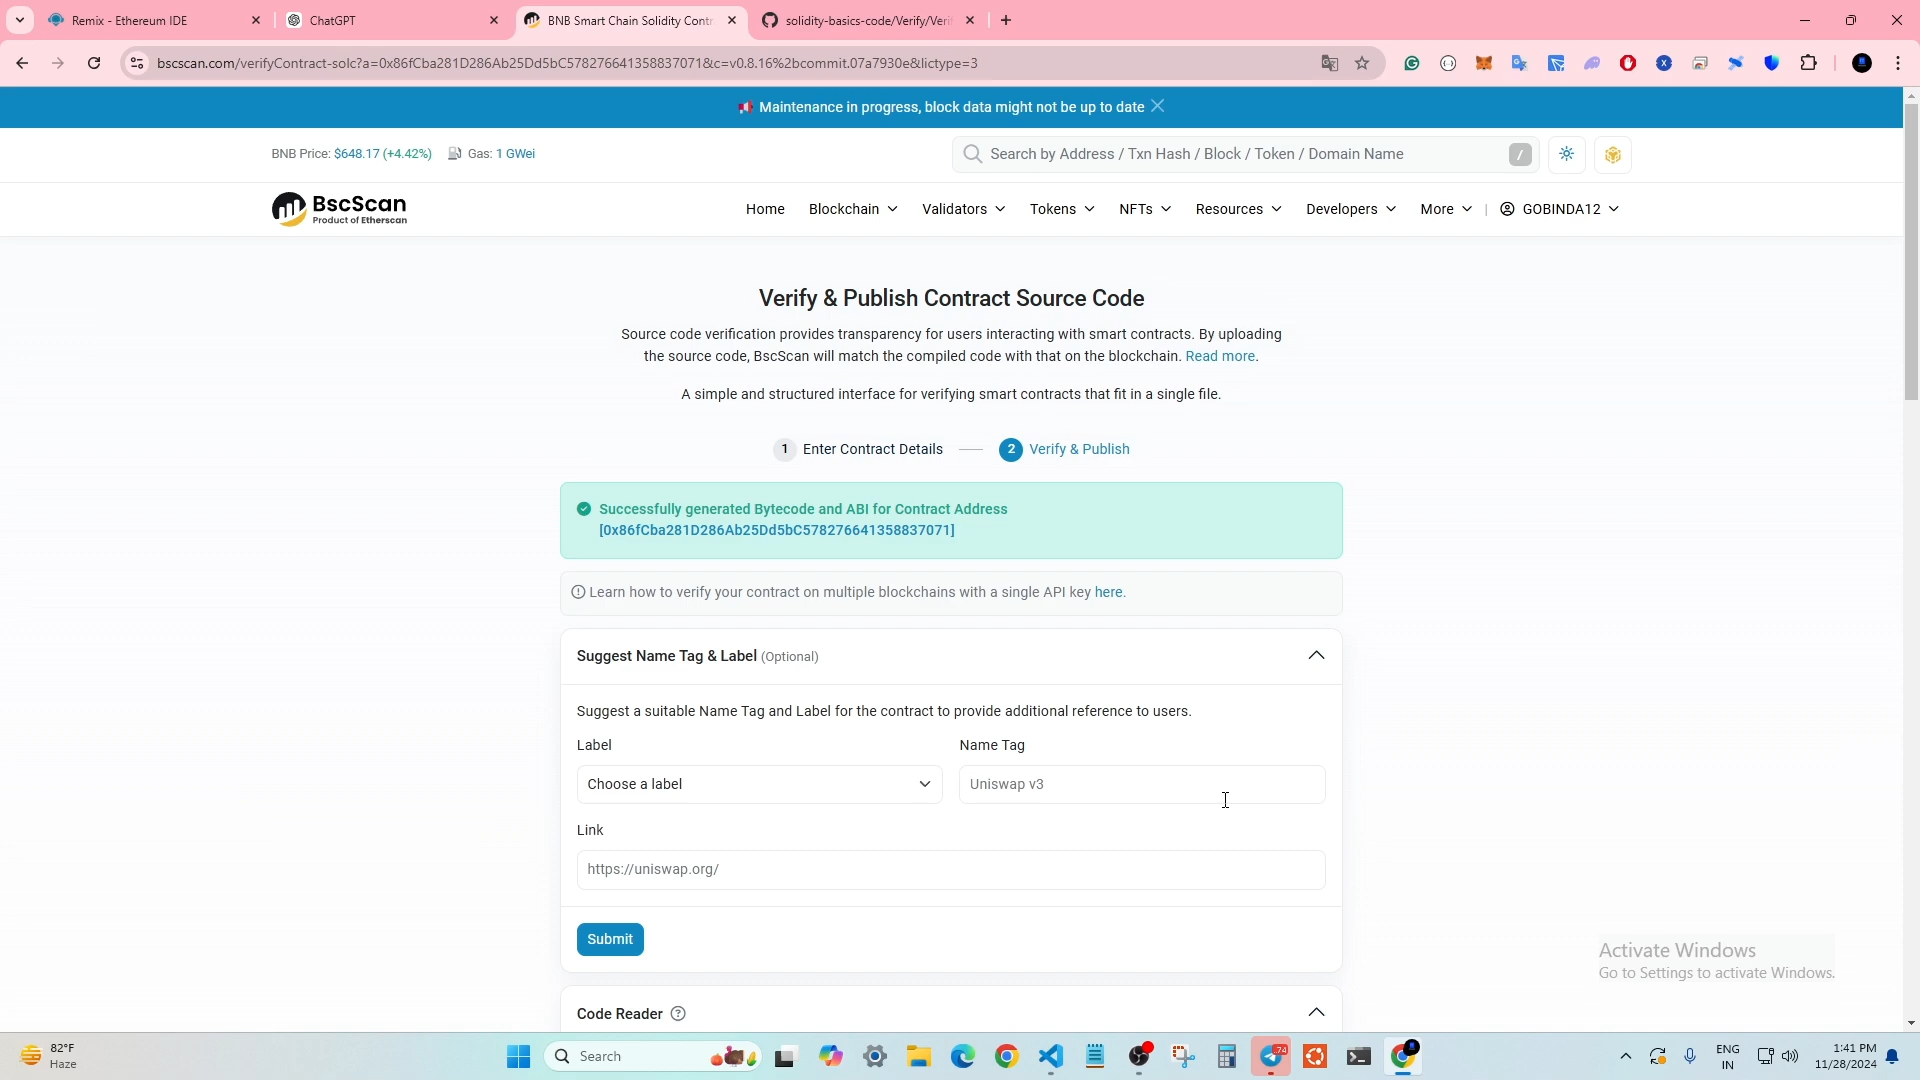 Remix - Ethereum IDE
ChatGPT
BNB Smart Chain Solidity Contr
solidity-basics-code/Verify/Veri
bscscan.com/verifyContract-solc?a=0x86fCba281D286Ab25Dd5bC578276641358837071&c=v0.8.16%2bcommit.07a7930e&lictype=3
Maintenance in progress, block data might not be up to date
BNB Price: $648.17 (+4.42%) Gas: 1 GWei
Search by Address / Txn Hash / Block / Token / Domain Name /
BscScan
Product of Etherscan
Home Blockchain Validators Tokens NFTs Resources Developers More | GOBINDA12
Verify & Publish Contract Source Code
Source code verification provides transparency for users interacting with smart contracts. By uploading
the source code, BscScan will match the compiled code with that on the blockchain. Read more.
A simple and structured interface for verifying smart contracts that fit in a single file.
1 Enter Contract Details 2 Verify & Publish
Successfully generated Bytecode and ABI for Contract Address
[0x86fCba281D286Ab25Dd5bC578276641358837071]
Learn how to verify your contract on multiple blockchains with a single API key here.
Suggest Name Tag & Label (Optional)
Suggest a suitable Name Tag and Label for the contract to provide additional reference to users.
Label Name Tag
Choose a label Uniswap v3
Link
https://uniswap.org/
Submit
Activate Windows
Go to Settings to activate Windows.
Code Reader
82°F
Haze
Search
74
ENG
IN
1:41 PM
11/28/2024